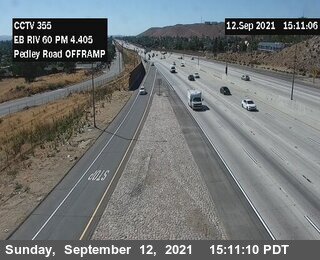 CCTV 355
EB RIV 60 PM 4.405
Pedley Road OFFRAMP
12.Sep 2021 15:11:06
STOP
Sunday, September 12, 2021 15:11:10 PDT